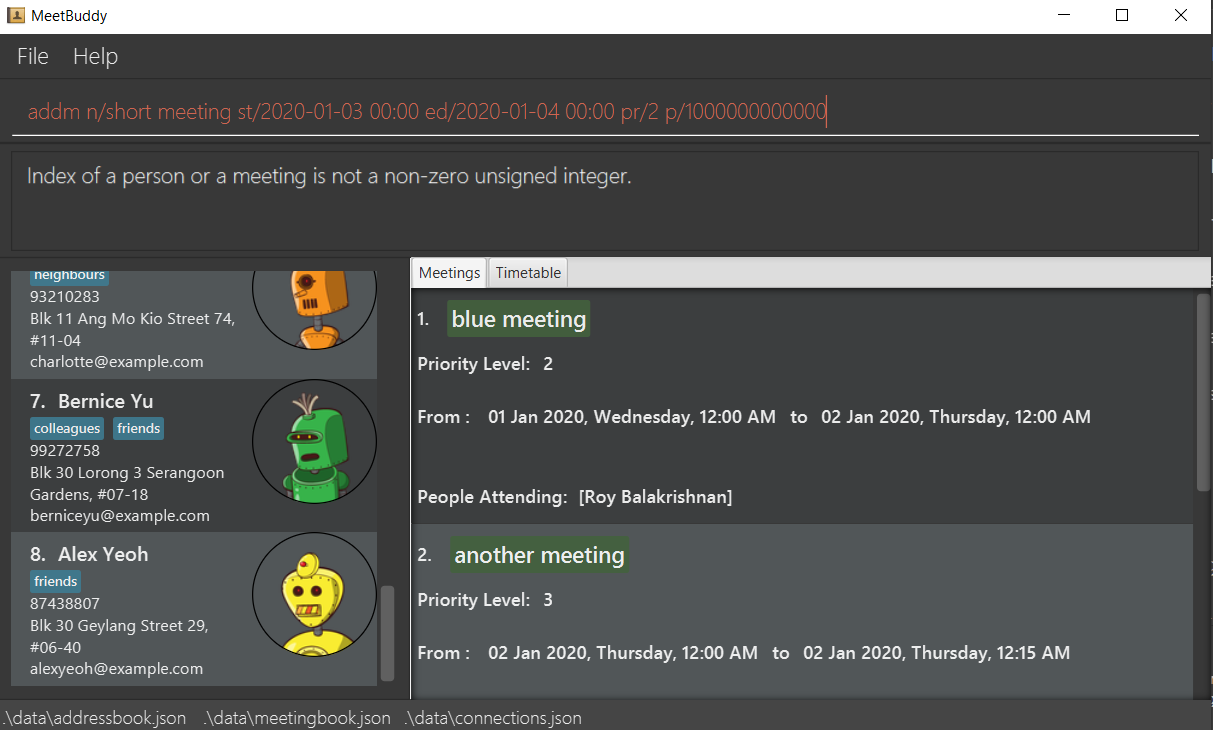 MeetBuddy
File Help
addm n/short meeting st/2020-01-03 00:00 ed/2020-01-04 00:00 pr/2 p/1000000000000
Index of a person or a meeting is not a non-zero unsigned integer.
neighbours
93210283
Blk 11 Ang Mo Kio Street 74,
#11-04
charlotte@example.com
7. Bernice Yu
colleagues friends
99272758
Blk 30 Lorong 3 Serangoon
Gardens, #07-18
berniceyu@example.com
8. Alex Yeoh
friends
87438807
Blk 30 Geylang Street 29,
#06-40
alexyeoh@example.com
Meetings Timetable
1. blue meeting
Priority Level: 2
From : 01 Jan 2020, Wednesday, 12:00 AM to 02 Jan 2020, Thursday, 12:00 AM
People Attending: [Roy Balakrishnan]
2. another meeting
Priority Level: 3
From : 02 Jan 2020, Thursday, 12:00 AM to 02 Jan 2020, Thursday, 12:15 AM
.\data\addressbook.json .\data\meetingbook.json .\data\connections.json